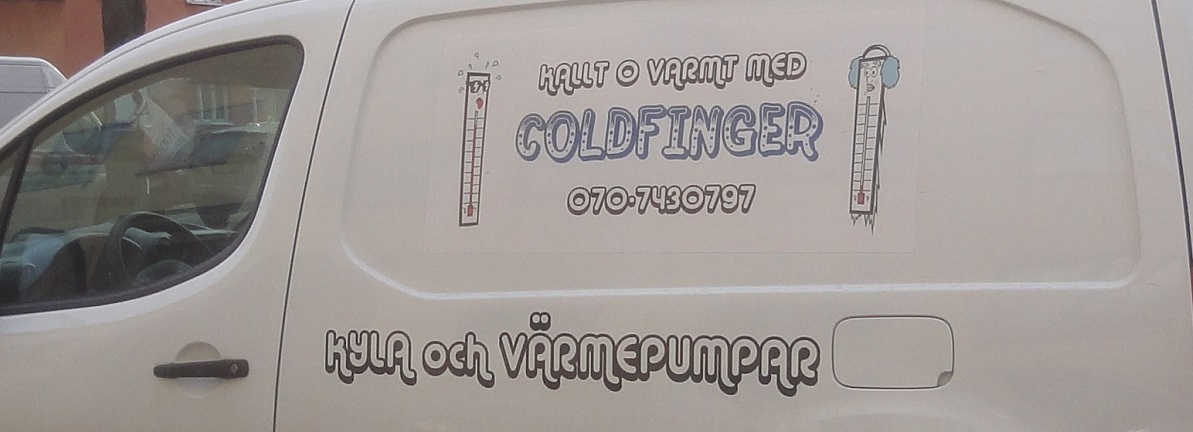 KALLT O VARMT MED
COLDFINGER
070-7430797
KYLA och VÄRMEPUMPAR